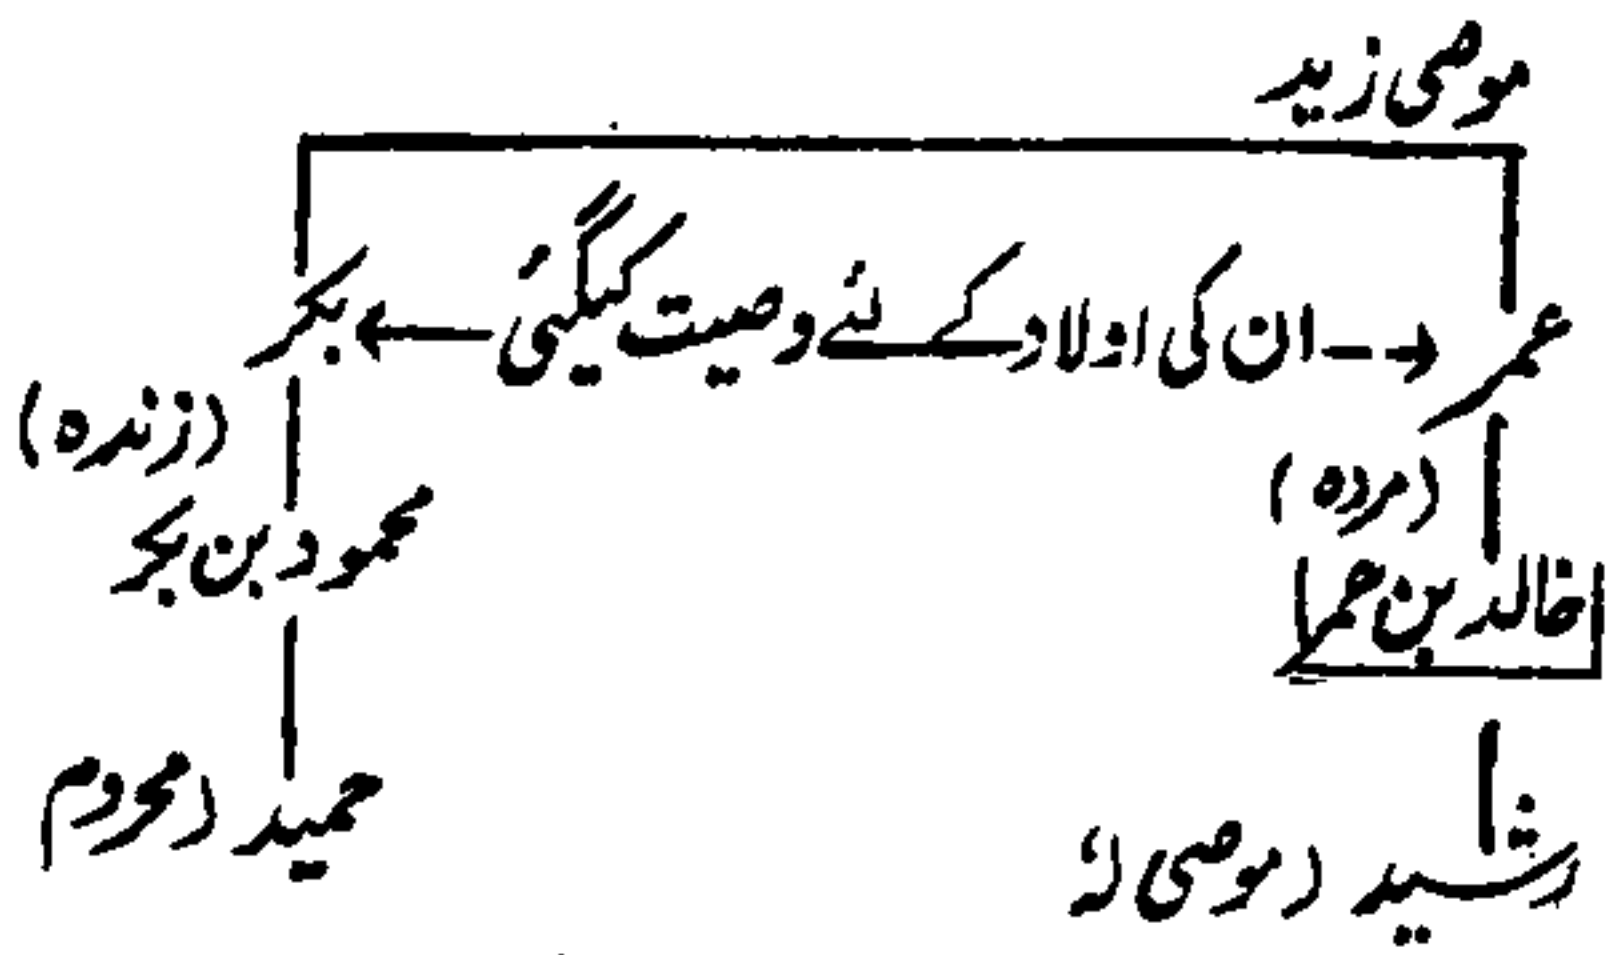 موصی زید
عمر ← ان کی اولاد کے لئے وصیت کیگئی ← بکر
(مردہ)
(زندہ)
خالد بن عمر
محمود بن بکر
رشید (موصی لہٗ
حمید (محروم